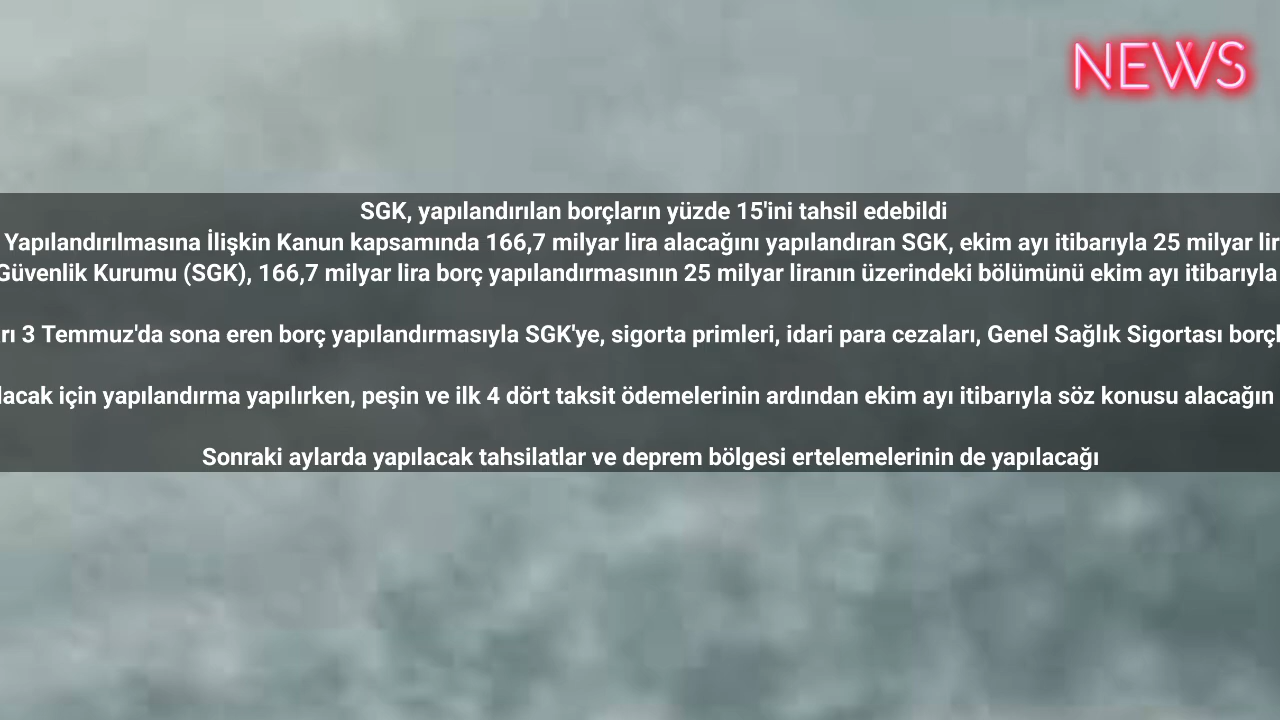 NEWS
SGK, yapılandırılan borçların yüzde 15'ini tahsil edebildi
Yapılandırılmasına İlişkin Kanun kapsamında 166,7 milyar lira alacağını yapılandıran SGK, ekim ayı itibarıyla 25 milyar
Güvenlik Kurumu (SGK), 166,7 milyar lira borç yapılandırmasının 25 milyar liranın üzerindeki bölümünü ekim ayı itibarıyla
3 Temmuz'da sona eren borç yapılandırmasıyla SGK'ye, sigorta primleri, idari para cezaları, Genel Sağlık Sigortası
için yapılandırma yapılırken, peşin ve ilk 4 dört taksit ödemelerinin ardından ekim ayı itibarıyla söz konusu alacağın
Sonraki aylarda yapılacak tahsilatlar ve deprem bölgesi ertelemelerinin de yapılacağı